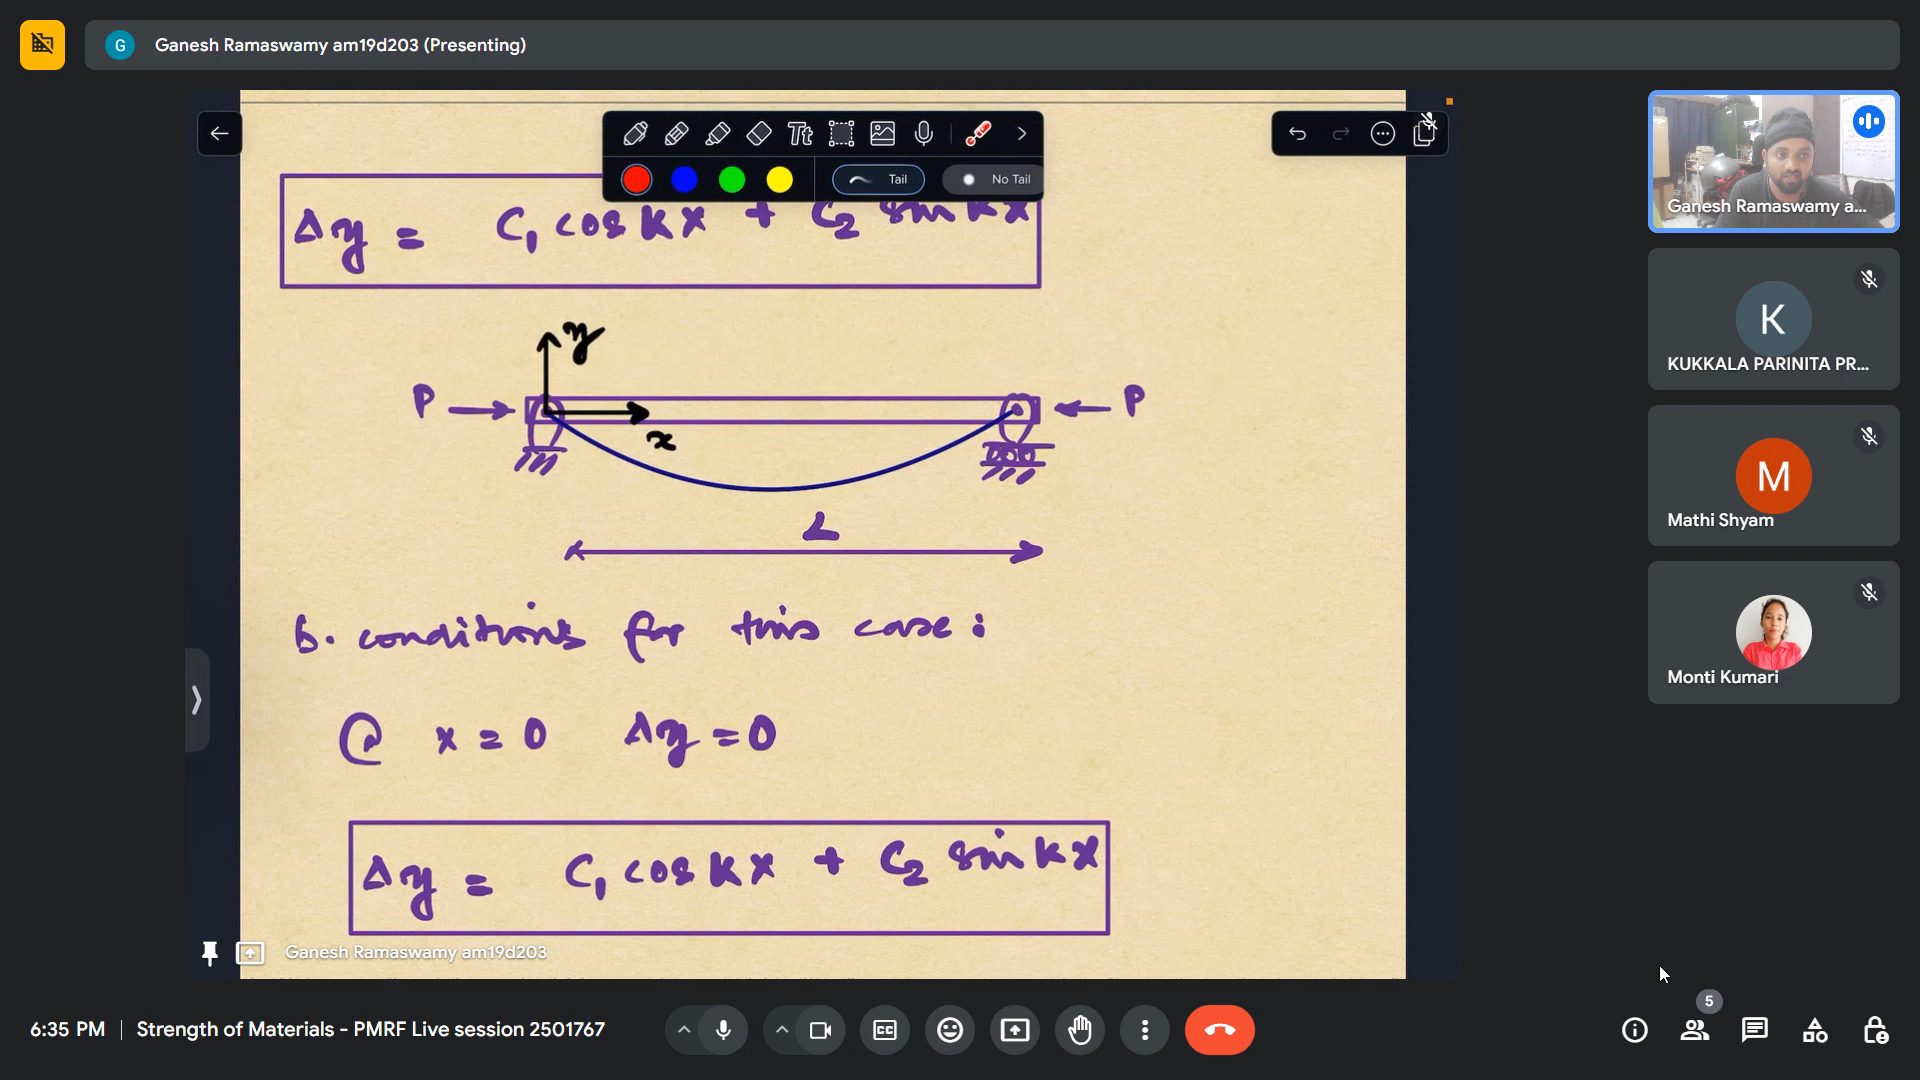 G Ganesh Ramaswamy am19d203 (Presenting)
Tt
Tail
No Tail
Δy = C₁ cos kx + C₂ sin kx
y
P
P
x
L
b. conditions for this case :
@ x = 0 Δy = 0
Δy = C₁ cos kx + C₂ sin kx
Ganesh Ramaswamy am19d203
Ganesh Ramaswamy a...
K
KUKKALA PARINITA PR...
M
Mathi Shyam
Monti Kumari
6:35 PM | Strength of Materials - PMRF Live session 2501767
CC
5